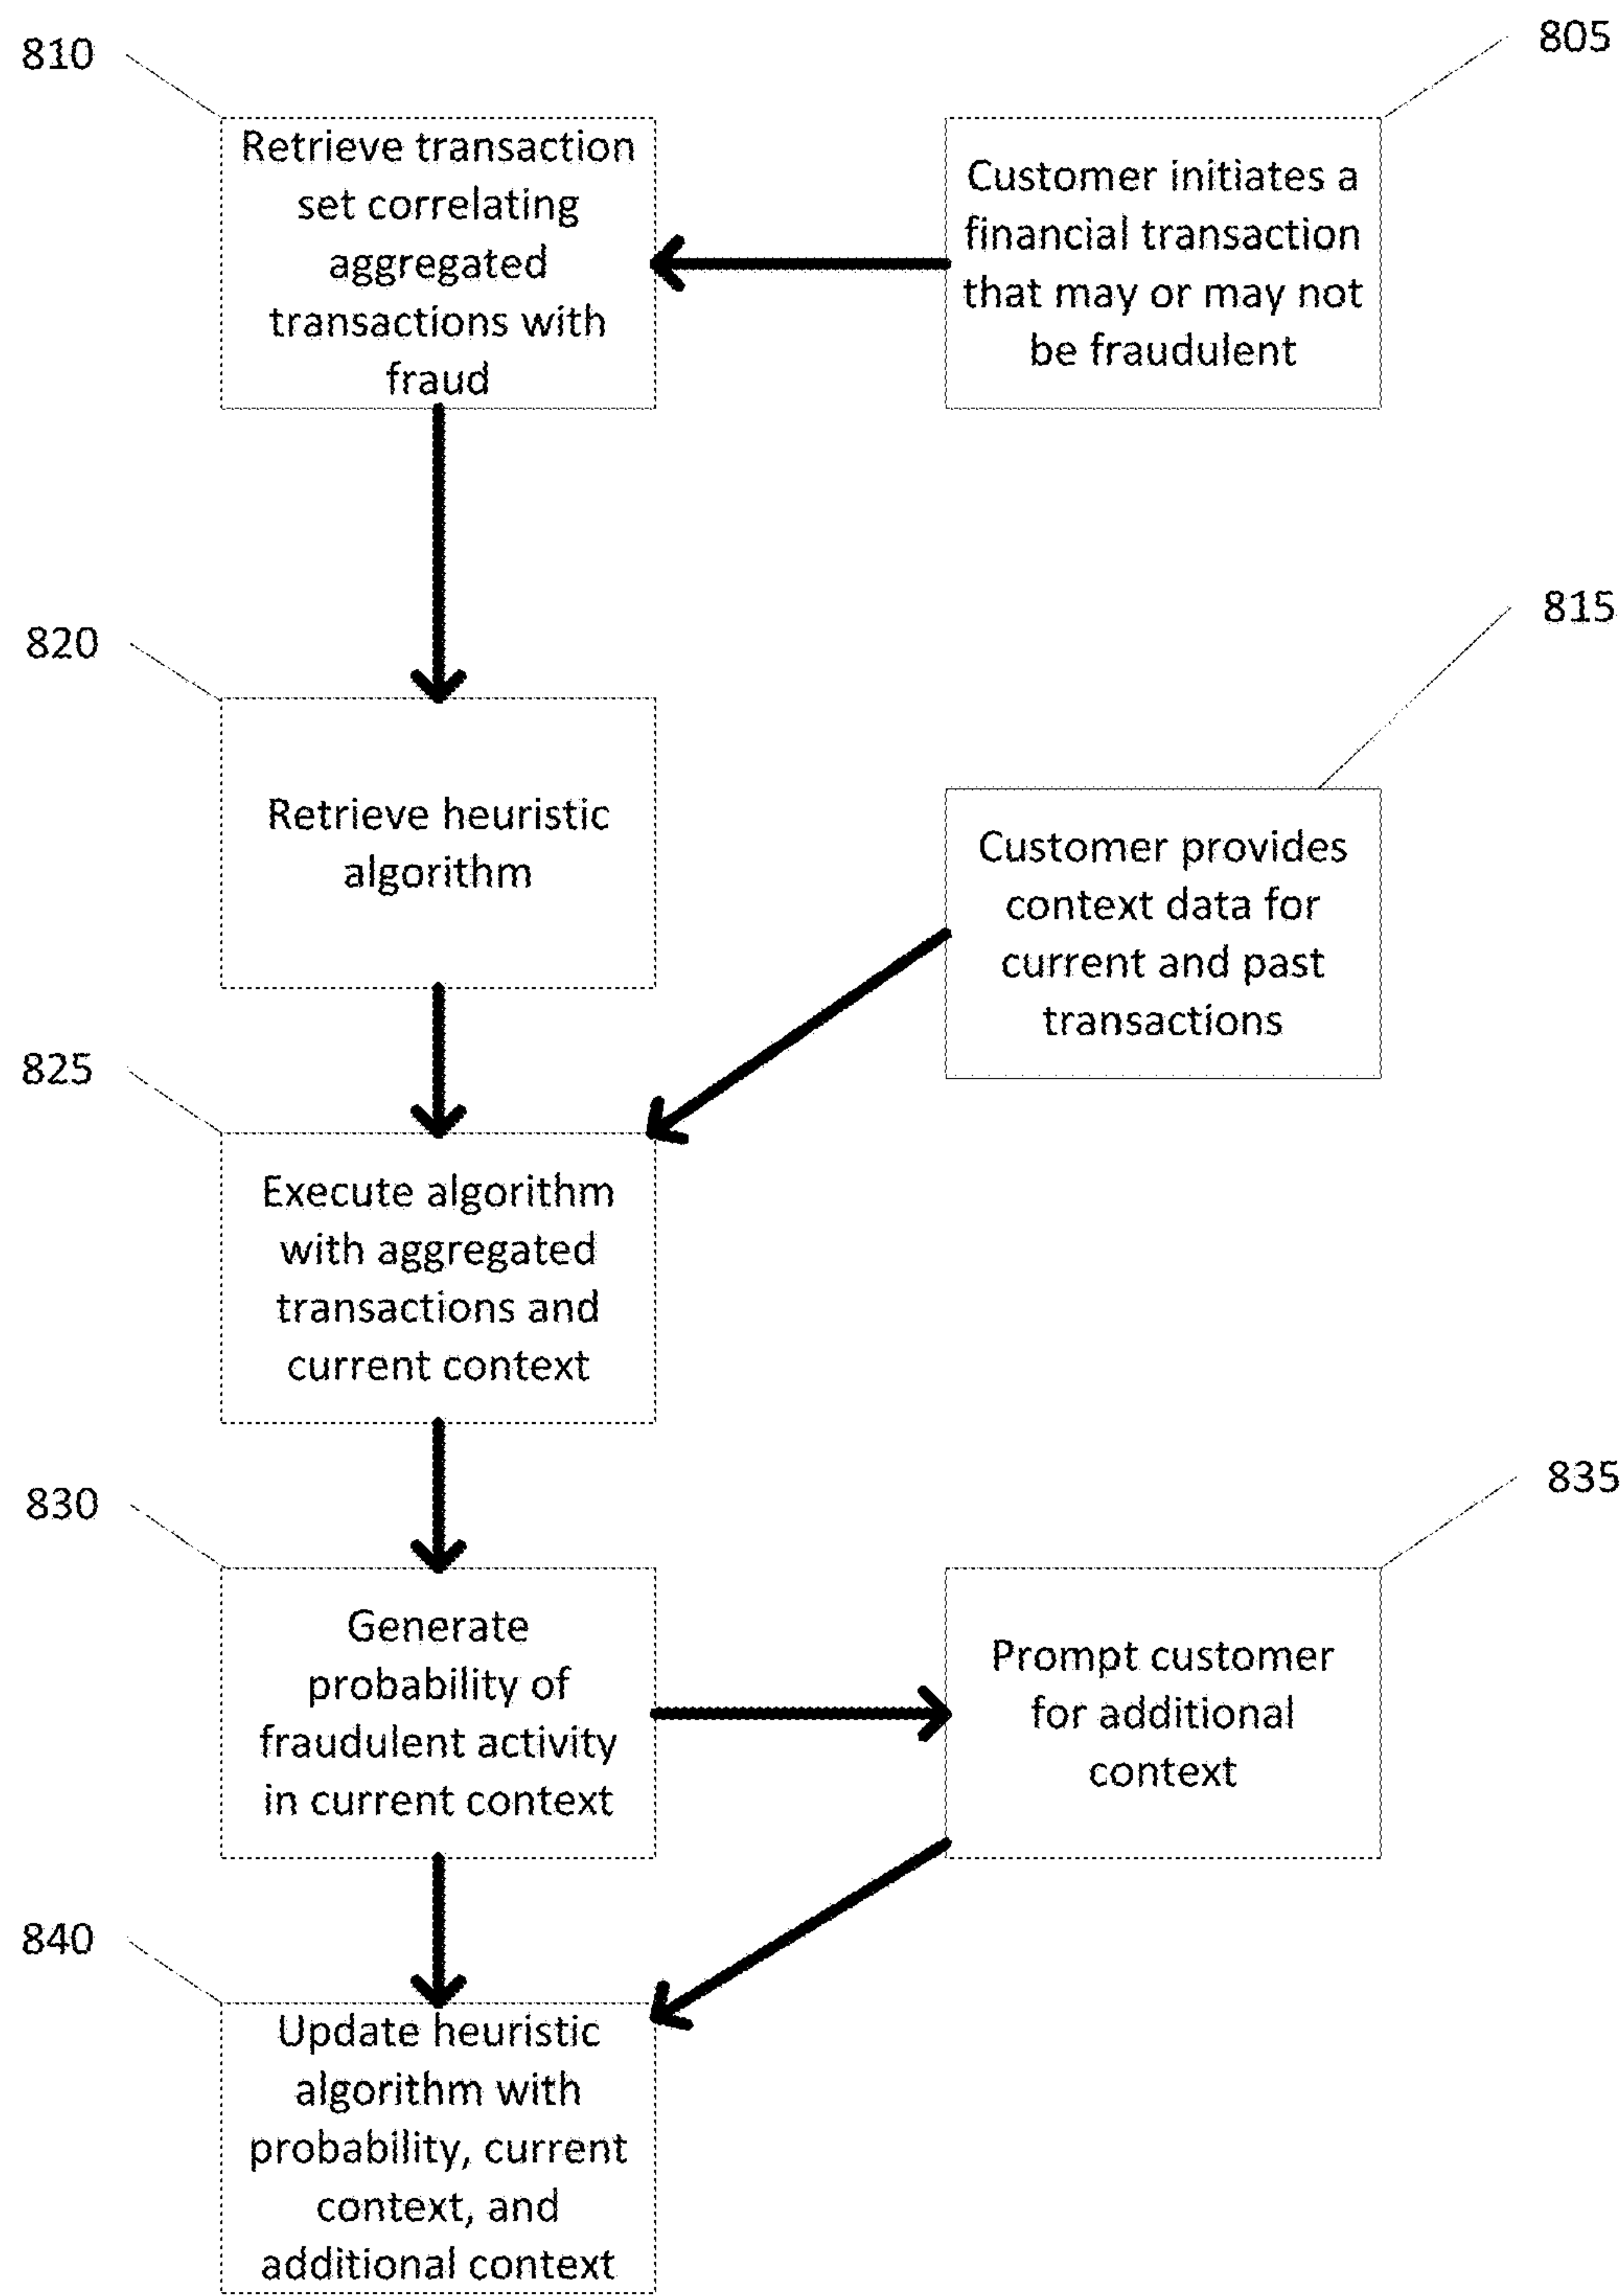 810
805
Retrieve transaction
set correlating
aggregated
transactions with
fraud
Customer initiates a
financial transaction
that may or may not
be fraudulent
820
815
Retrieve heuristic
algorithm
Customer provides
context data for
current and past
transactions
825
Execute algorithm
with aggregated
transactions and
current context
830
835
Generate
probability of
fraudulent activity
in current context
Prompt customer
for additional
context
840
Update heuristic
algorithm with
probability, current
context, and
additional context